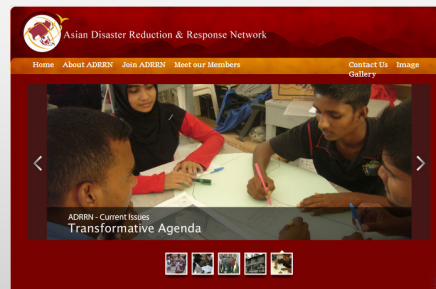 Asian Disaster Reduction & Response Network
Home About ADRRN Join ADRRN Meet our Members Contact Us Image
Gallery
ADRRN - Current Issues
Transformative Agenda